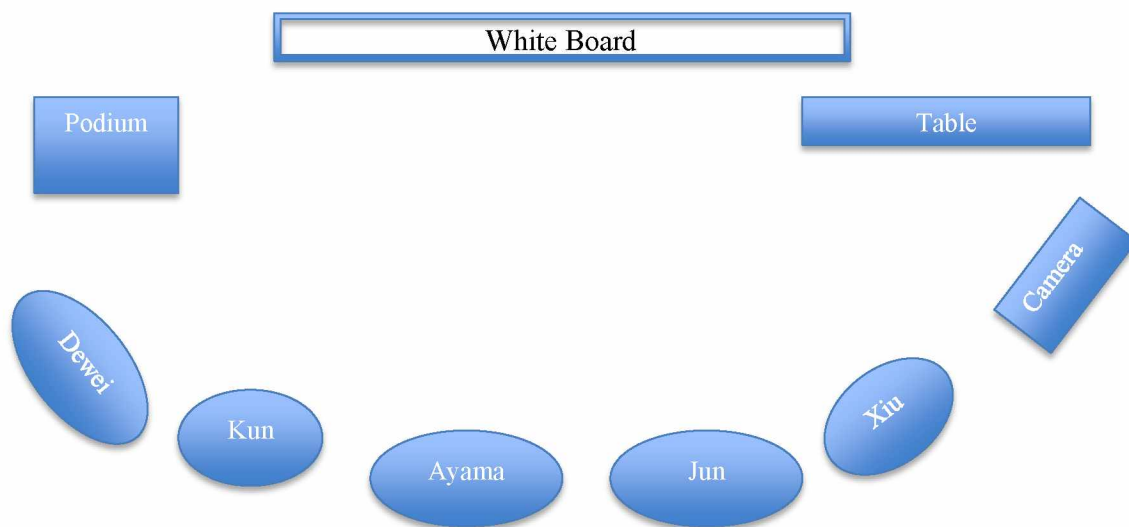 White Board
Podium
Table
Camera
Dewei
Kun
Ayama
Jun
Xiu